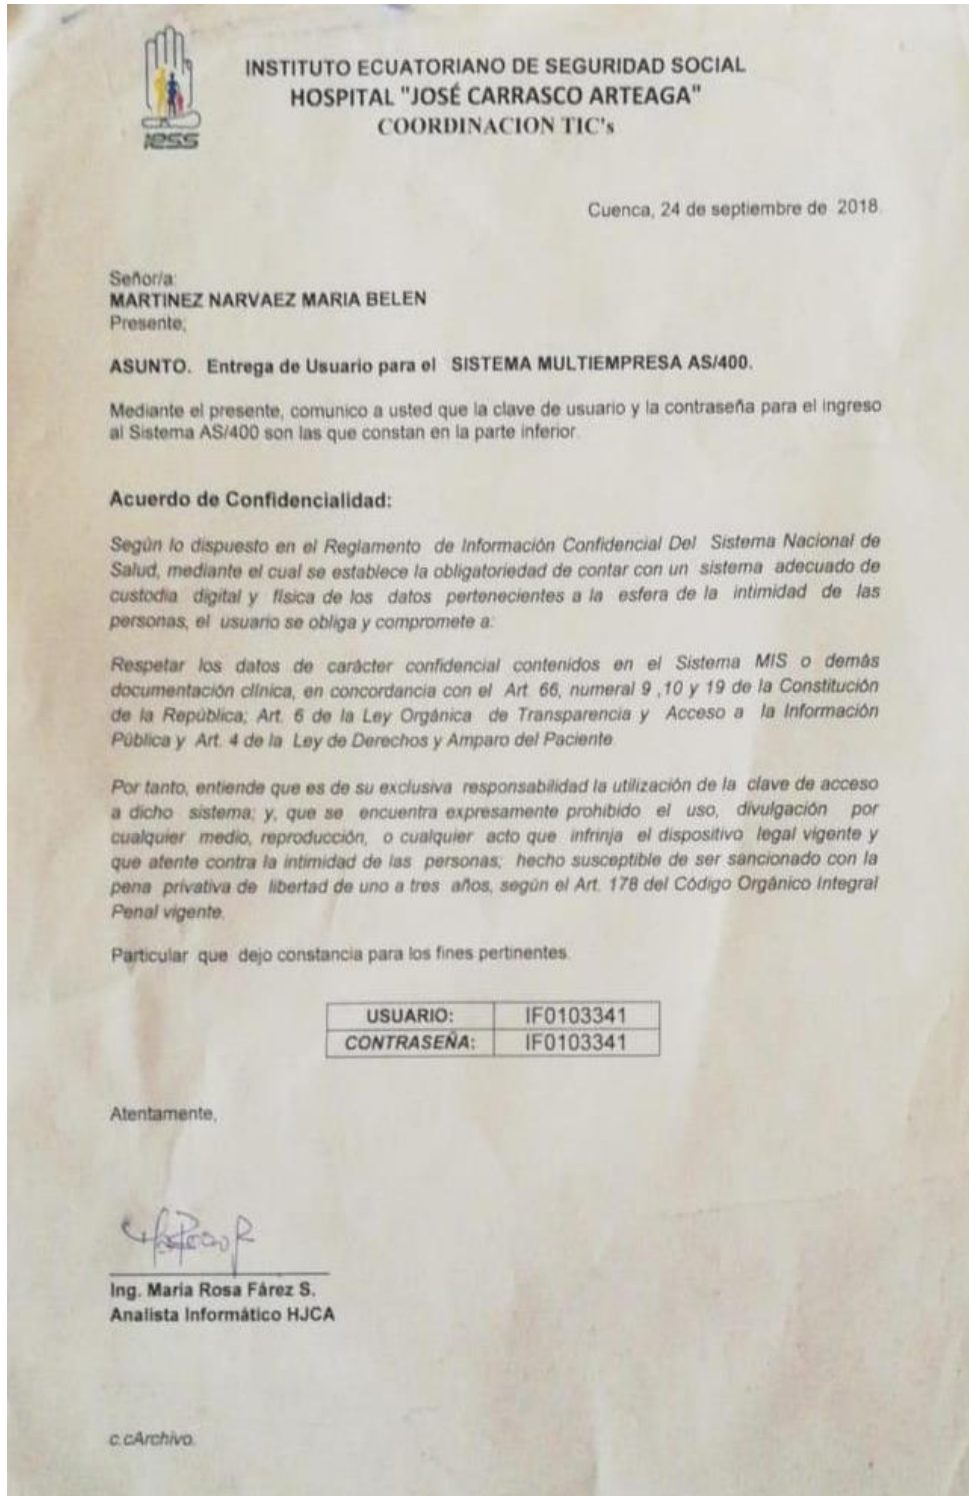 iess
INSTITUTO ECUATORIANO DE SEGURIDAD SOCIAL
HOSPITAL "JOSÉ CARRASCO ARTEAGA"
COORDINACION TIC's
Cuenca, 24 de septiembre de 2018.
Señor/a:
MARTINEZ NARVAEZ MARIA BELEN
Presente;
ASUNTO. Entrega de Usuario para el SISTEMA MULTIEMPRESA AS/400.
Mediante el presente, comunico a usted que la clave de usuario y la contraseña para el ingreso
al Sistema AS/400 son las que constan en la parte inferior.
Acuerdo de Confidencialidad:
Según lo dispuesto en el Reglamento de Información Confidencial Del Sistema Nacional de
Salud, mediante el cual se establece la obligatoriedad de contar con un sistema adecuado de
custodia digital y física de los datos pertenecientes a la esfera de la intimidad de las
personas, el usuario se obliga y compromete a:
Respetar los datos de carácter confidencial contenidos en el Sistema MIS o demás
documentación clínica, en concordancia con el Art. 66, numeral 9 ,10 y 19 de la Constitución
de la República; Art. 6 de la Ley Orgánica de Transparencia y Acceso a la Información
Pública y Art. 4 de la Ley de Derechos y Amparo del Paciente.
Por tanto, entiende que es de su exclusiva responsabilidad la utilización de la clave de acceso
a dicho sistema; y, que se encuentra expresamente prohibido el uso, divulgación por
cualquier medio, reproducción, o cualquier acto que infrinja el dispositivo legal vigente y
que atente contra la intimidad de las personas; hecho susceptible de ser sancionado con la
pena privativa de libertad de uno a tres años, según el Art. 178 del Código Orgánico Integral
Penal vigente.
Particular que dejo constancia para los fines pertinentes.
USUARIO: IF0103341
CONTRASEÑA: IF0103341
Atentamente,
Ing. Maria Rosa Fárez S.
Analista Informático HJCA
c.cArchivo.